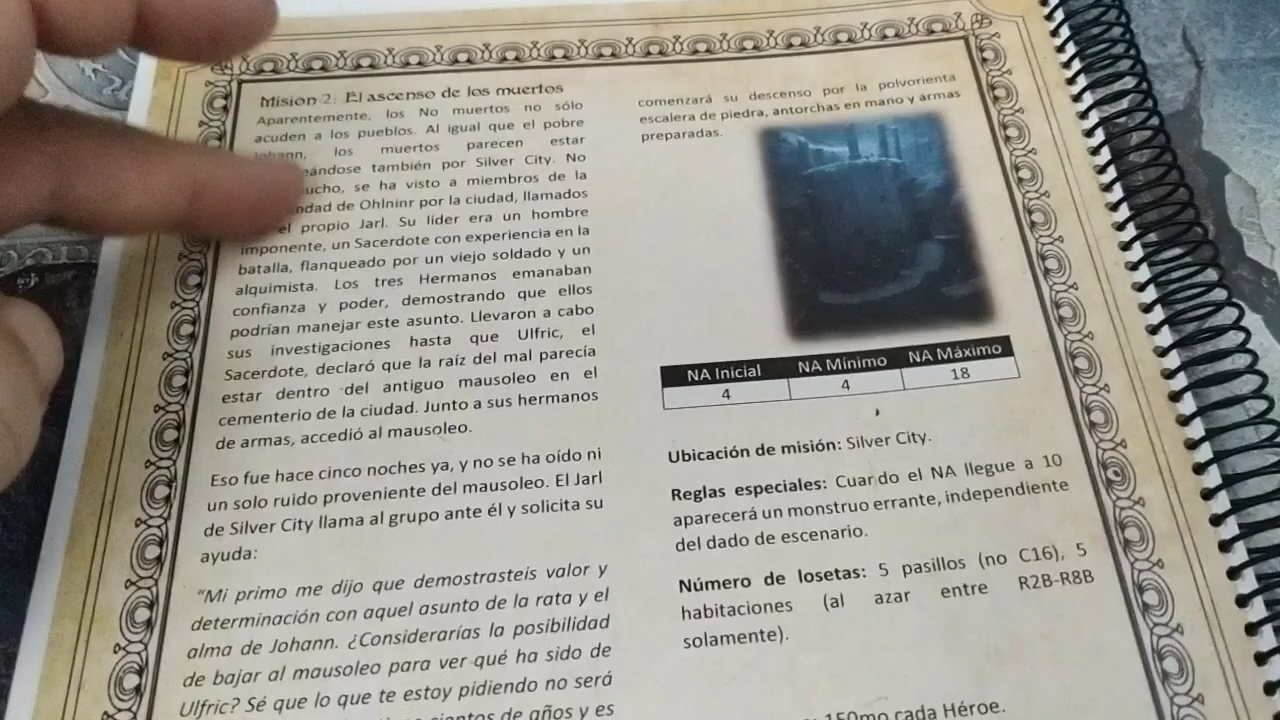 Misión 2: El ascenso de los muertos
Aparentemente, los No muertos no sólo
acuden a los pueblos. Al igual que el pobre
Johann, los muertos parecen estar
también por Silver City. No
se ha visto a miembros de la
de Ohlninr por la ciudad, llamados
el propio Jarl. Su líder era un hombre
imponente, un Sacerdote con experiencia en la
batalla, flanqueado por un viejo soldado y un
alquimista. Los tres Hermanos emanaban
confianza y poder, demostrando que ellos
podrían manejar este asunto. Llevaron a cabo
sus investigaciones hasta que Ulfric, el
Sacerdote, declaró que la raíz del mal parecía
estar dentro del antiguo mausoleo en el
cementerio de la ciudad. Junto a sus hermanos
de armas, accedió al mausoleo.
Eso fue hace cinco noches ya, y no se ha oído ni
un solo ruido proveniente del mausoleo. El Jarl
de Silver City llama al grupo ante él y solicita su
ayuda:
“Mi primo me dijo que demostrasteis valor y
determinación con aquel asunto de la rata y el
alma de Johann. ¿Considerarías la posibilidad
de bajar al mausoleo para ver qué ha sido de
Ulfric? Sé que lo que te estoy pidiendo no será
de años y es
comenzará su descenso por la polvorienta
escalera de piedra, antorchas en mano y armas
preparadas.
NA Inicial NA Mínimo NA Máximo
4 4 18
Ubicación de misión: Silver City.
Reglas especiales: Cuando el NA llegue a 10
aparecerá un monstruo errante, independiente
del dado de escenario.
Número de losetas: 5 pasillos (no C16), 5
habitaciones (al azar entre R2B-R8B
solamente).
150mo cada Héroe.